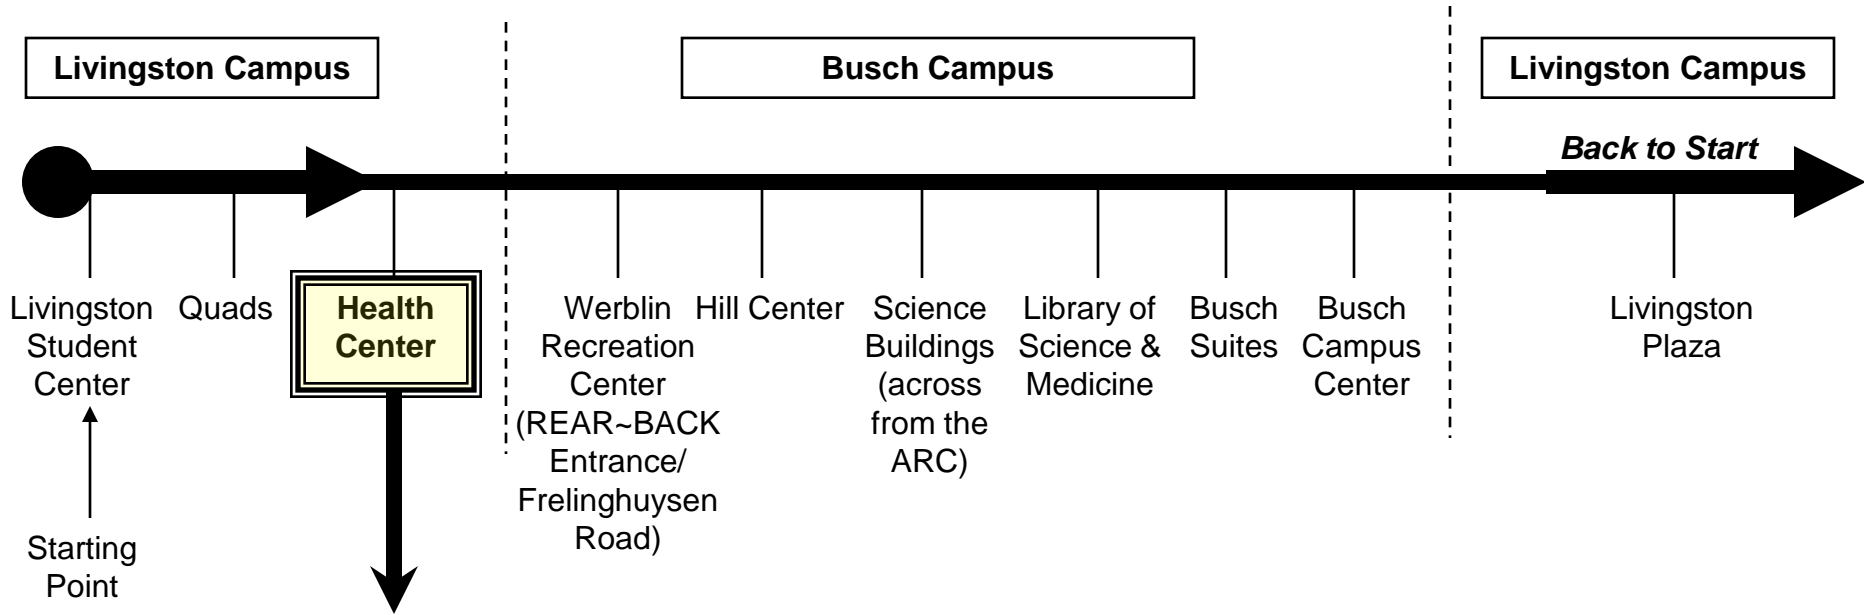 Livingston Campus
Busch Campus
Livingston Campus
Back to Start
Livingston
Student
Center
Quads
Health
Center
Werblin
Recreation
Center
(REAR~BACK
Entrance/
Frelinghuysen
Road)
Hill Center
Science
Buildings
(across
from the
ARC)
Library of
Science &
Medicine
Busch
Suites
Busch
Campus
Center
Livingston
Plaza
Starting
Point